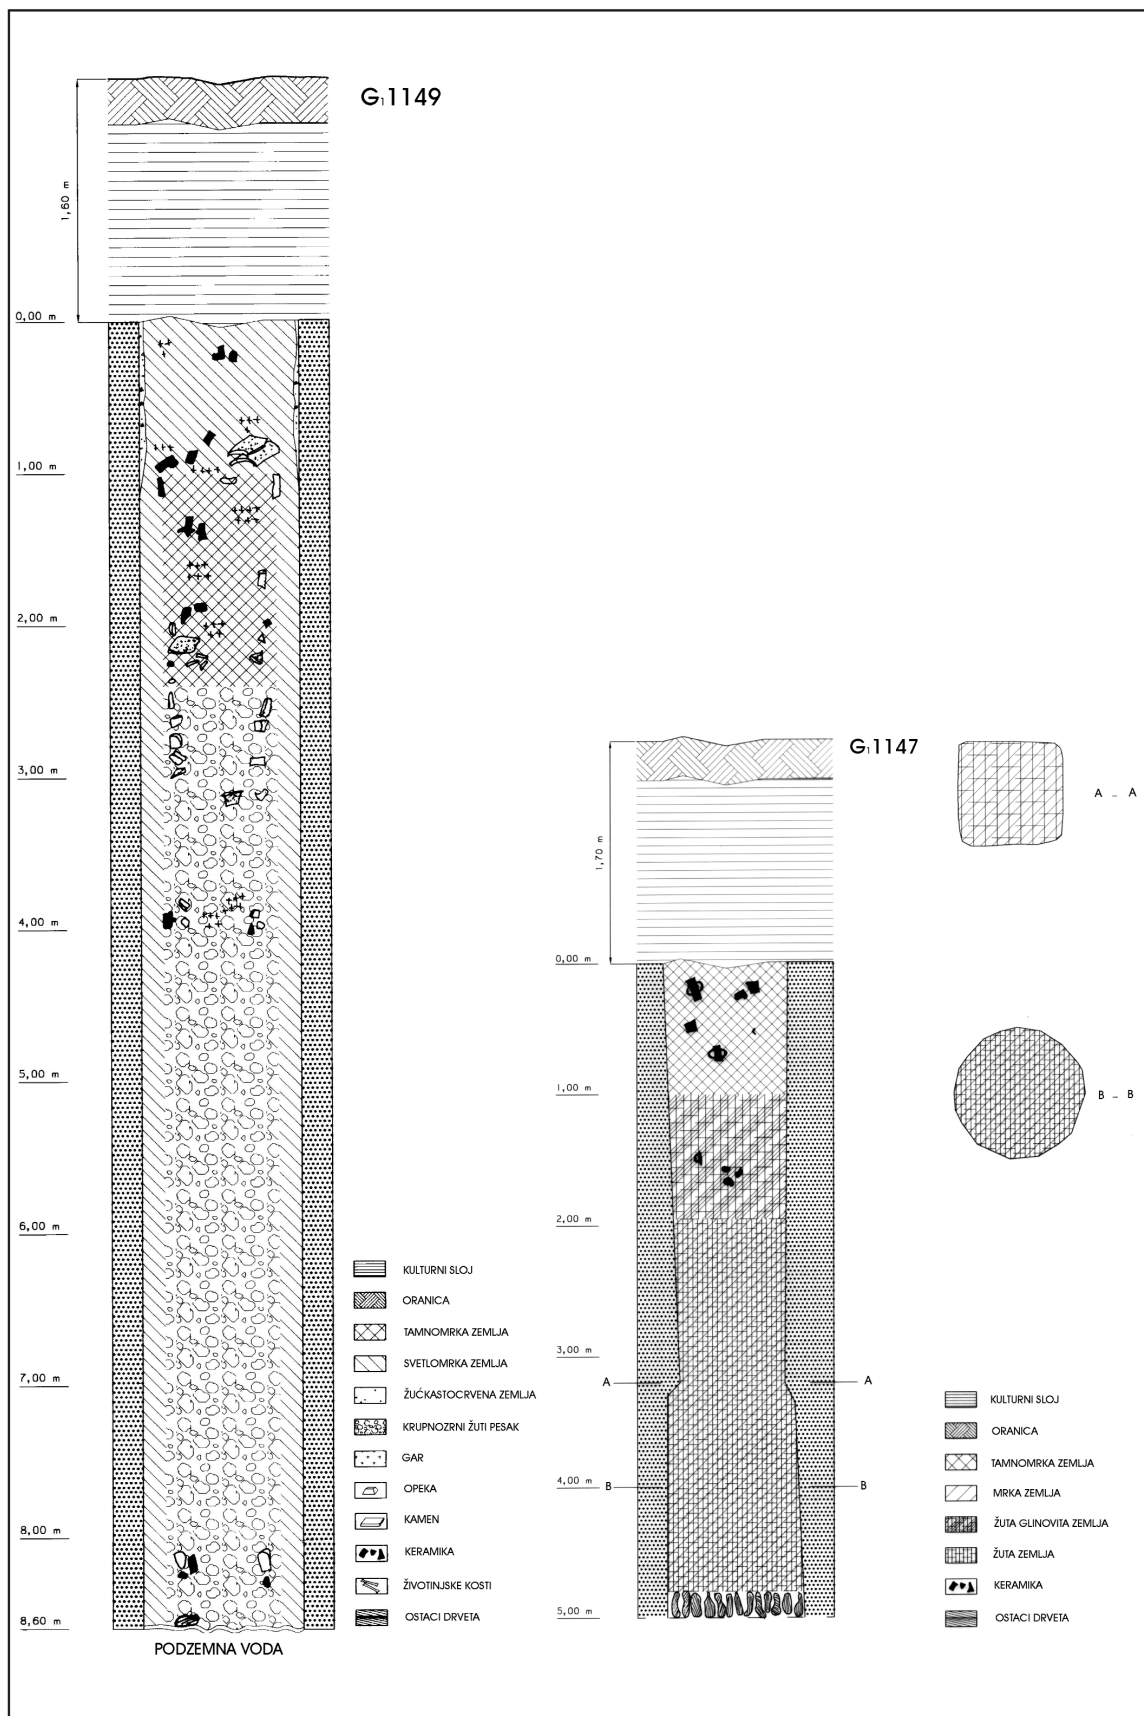 G₁1149
1,60 m
0,00 m
1,00 m
2,00 m
3,00 m
4,00 m
5,00 m
6,00 m
7,00 m
8,00 m
8,60 m
PODZEMNA VODA
KULTURNI SLOJ
ORANICA
TAMNOMRKA ZEMLJA
SVETLOMRKA ZEMLJA
ŽUĆKASTOCRVENA ZEMLJA
KRUPNOZRNI ŽUTI PESAK
GAR
OPEKA
KAMEN
KERAMIKA
ŽIVOTINJSKE KOSTI
OSTACI DRVETA
G₁1147
1,70 m
0,00 m
1,00 m
2,00 m
3,00 m
A A
4,00 m
B B
5,00 m
A - A
B - B
KULTURNI SLOJ
ORANICA
TAMNOMRKA ZEMLJA
MRKA ZEMLJA
ŽUTA GLINOVITA ZEMLJA
ŽUTA ZEMLJA
KERAMIKA
OSTACI DRVETA